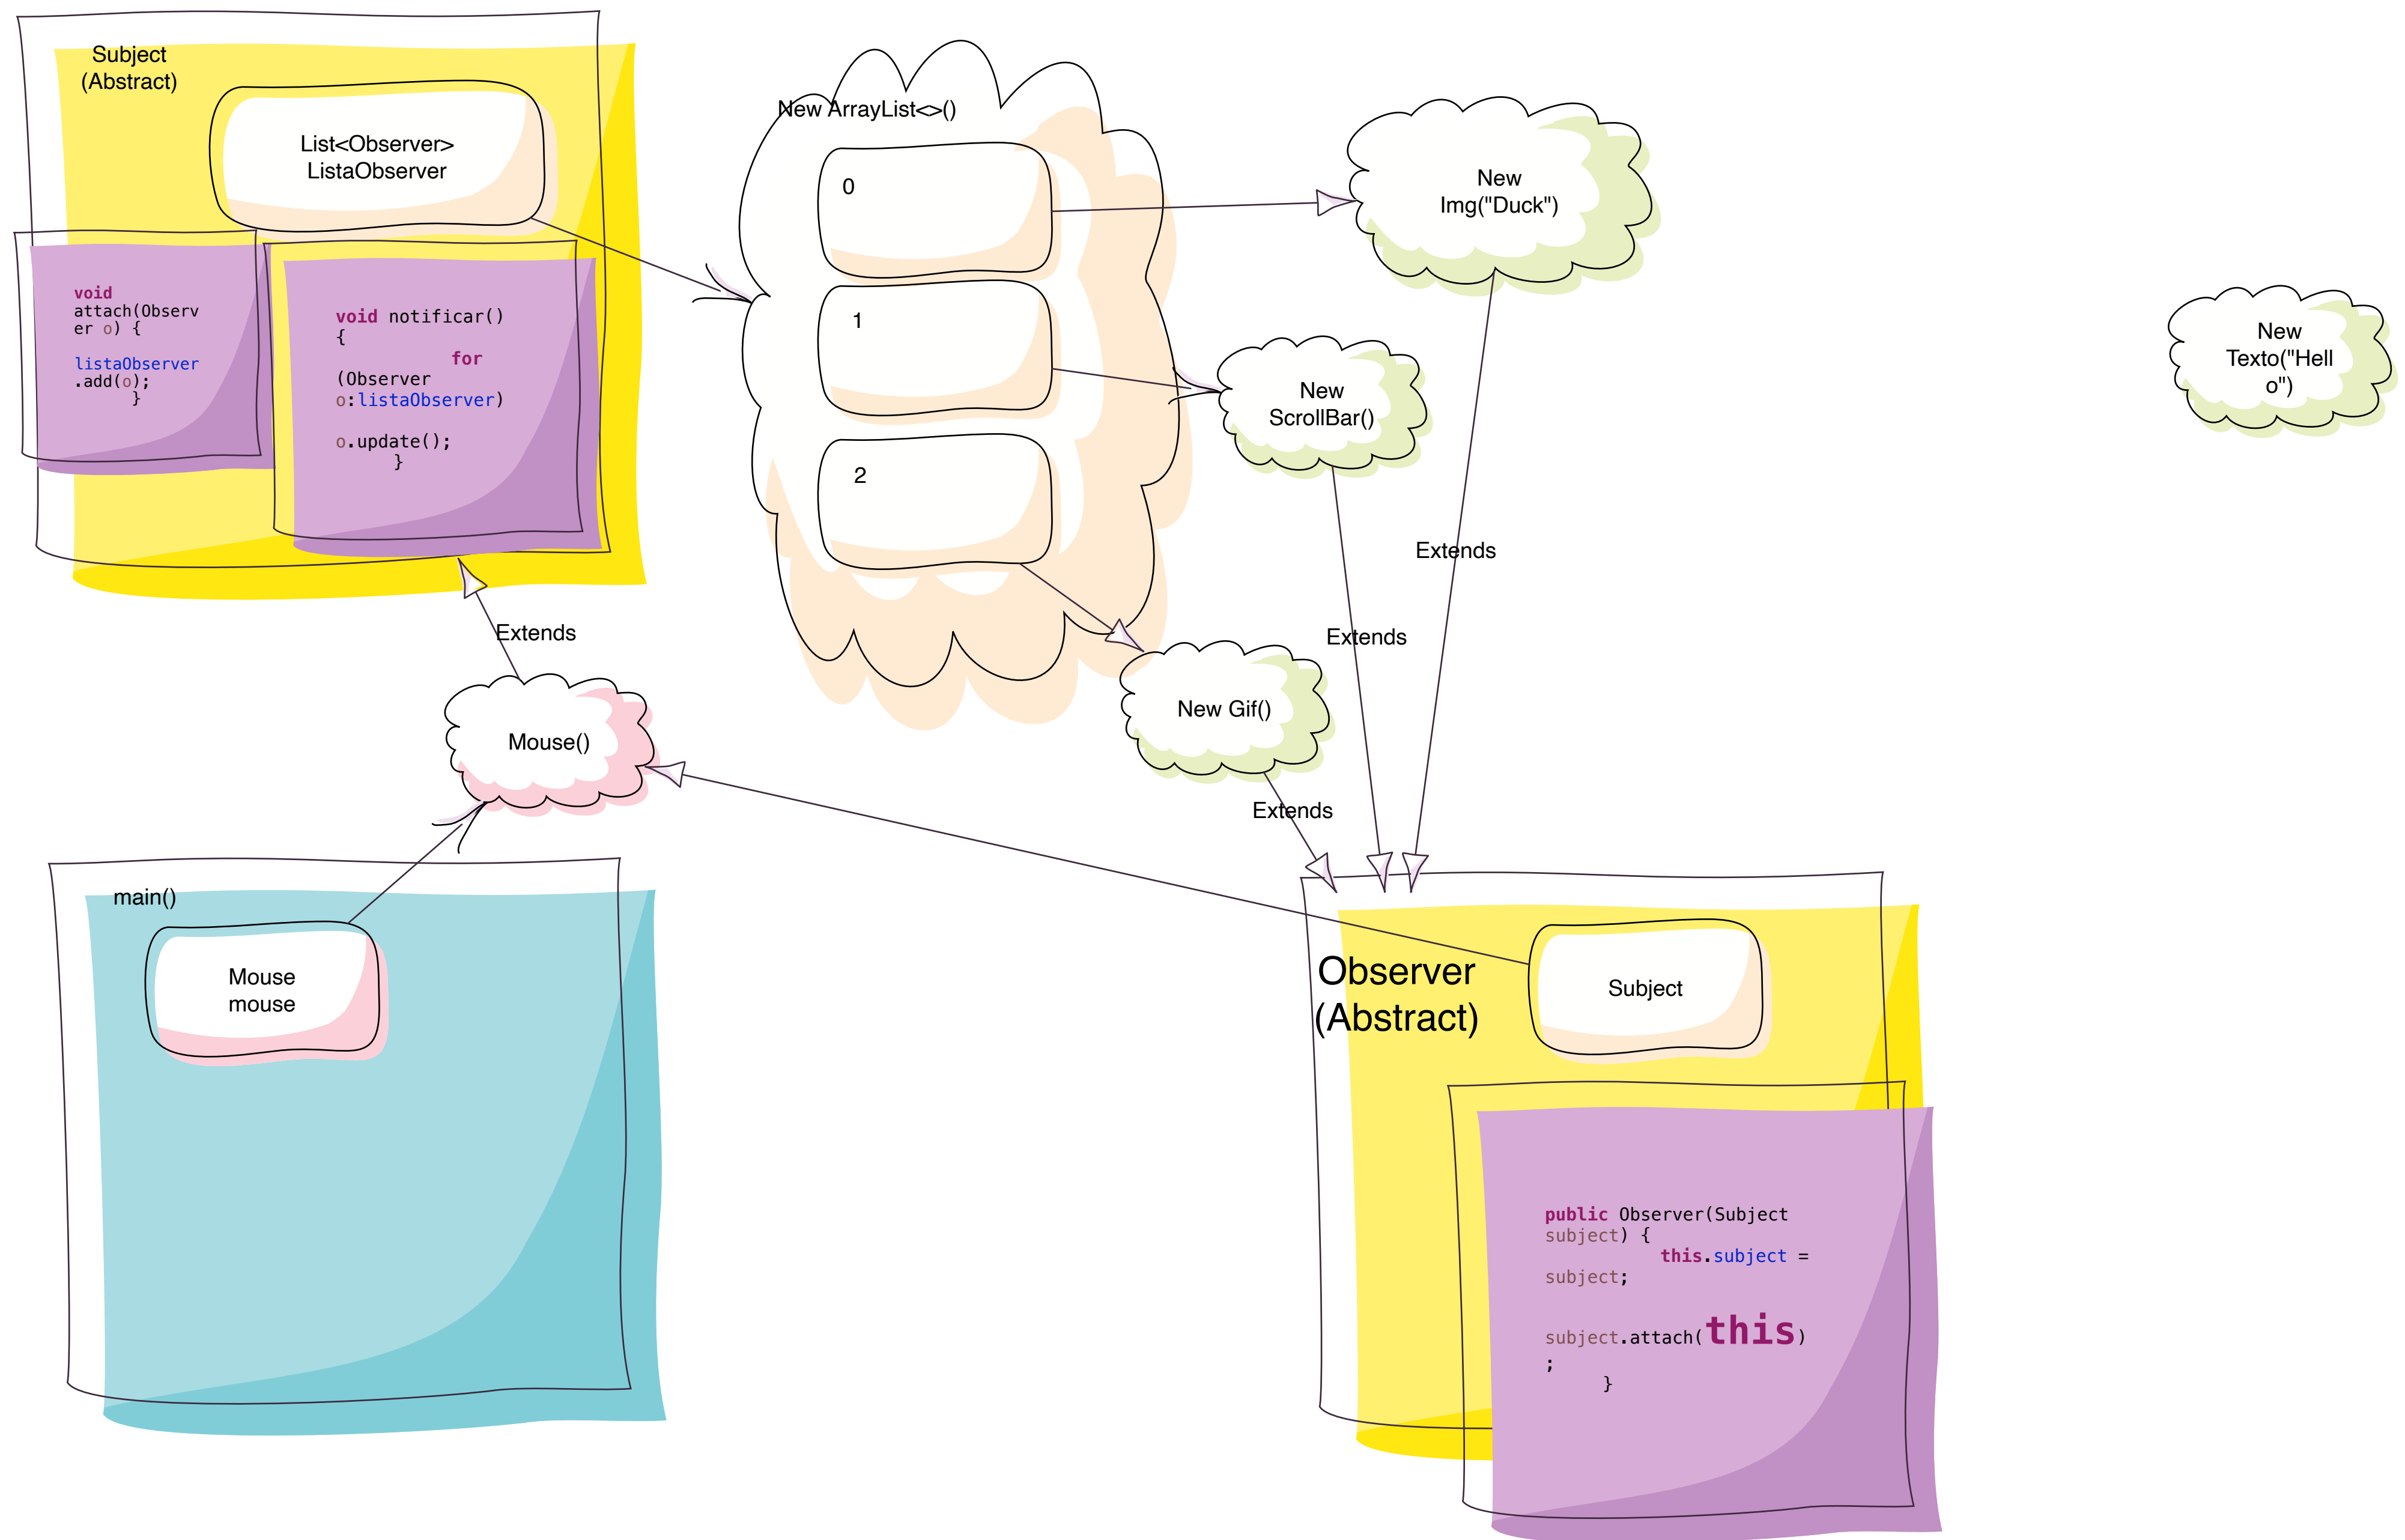 Subject
(Abstract)
List<Observer>
ListaObserver
void
attach(Observ
er o) {
listaObserver
.add(o);
}
void notificar()
{
for
(Observer
o:listaObserver)
o.update();
}
New ArrayList<>()
0
1
2
New
Img("Duck")
New
ScrollBar()
New
Texto("Hell
o")
Extends
Extends
Extends
New Gif()
Mouse()
Extends
main()
Mouse
mouse
Observer
(Abstract)
Subject
public Observer(Subject
subject) {
this.subject =
subject;
subject.attach(this)
;
}